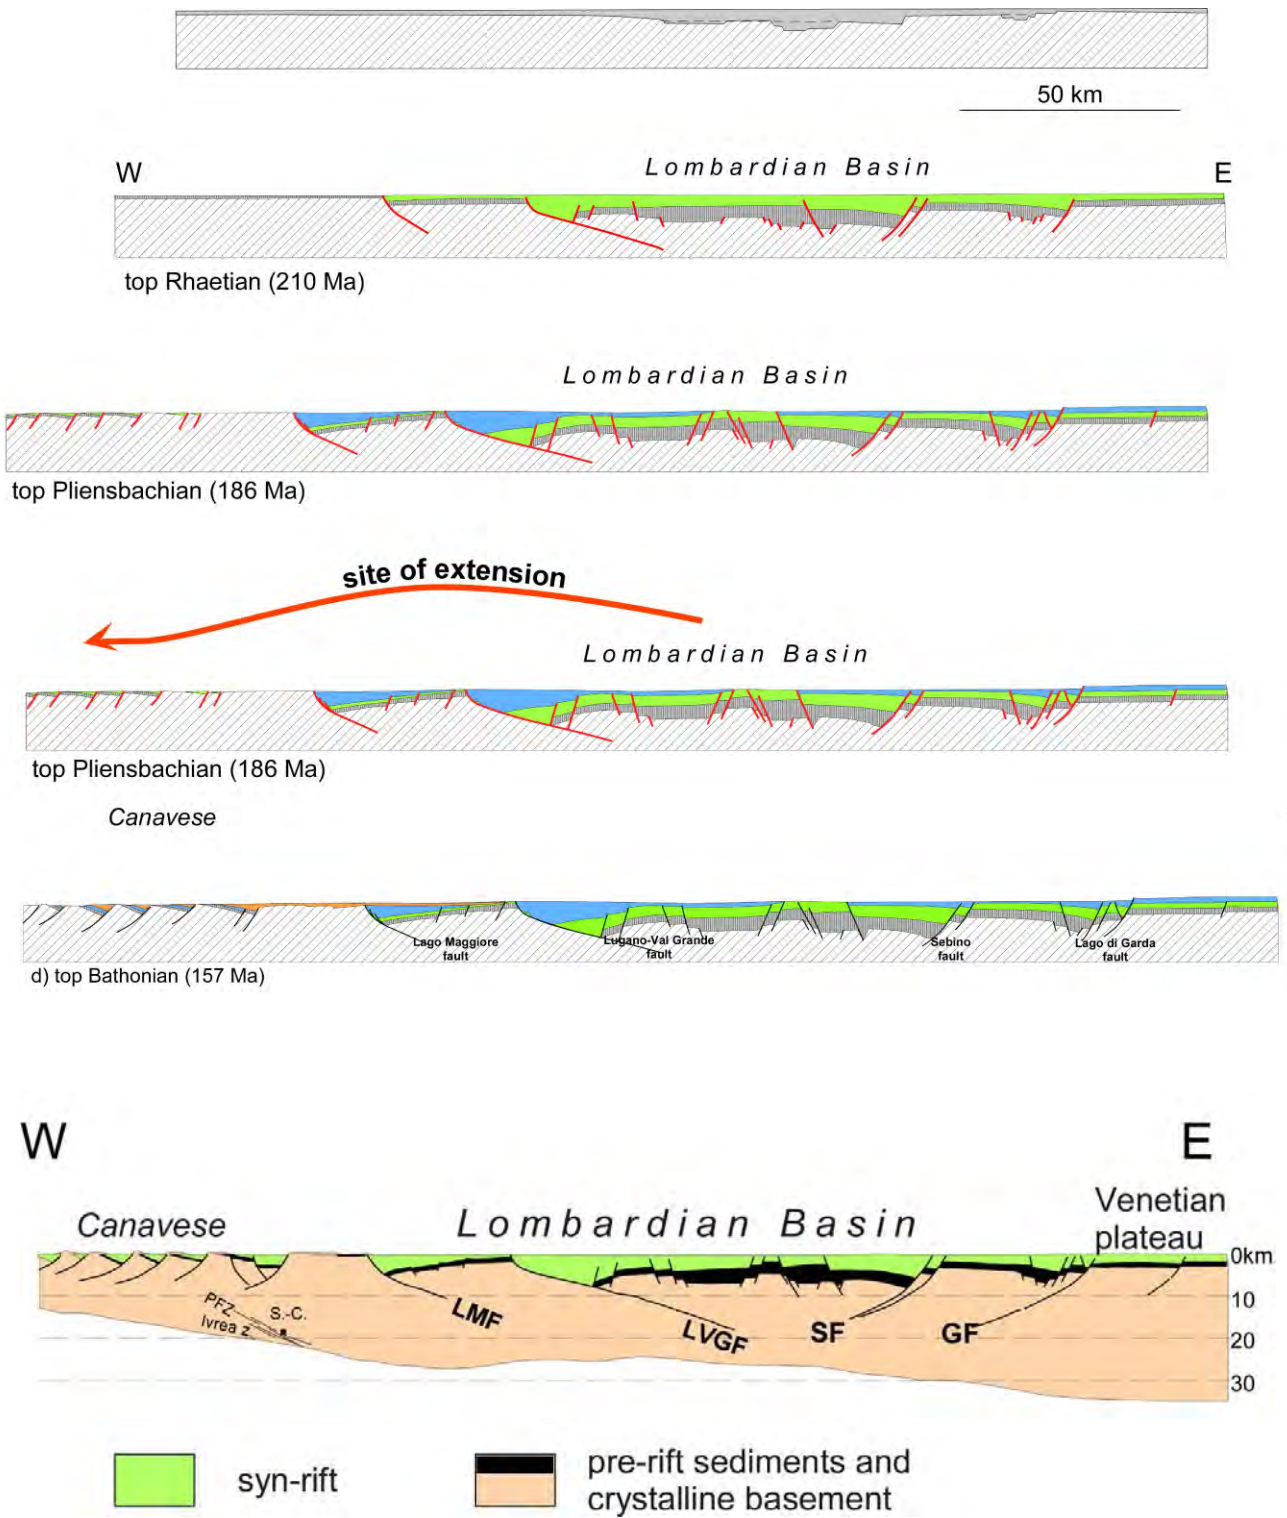 50 km
W
Lombardian Basin
E
top Rhaetian (210 Ma)
Lombardian Basin
top Pliensbachian (186 Ma)
site of extension
Lombardian Basin
top Pliensbachian (186 Ma)
Canavese
Lago Maggiore
fault
Lugano-Val Grande
fault
Sebino
fault
Lago di Garda
fault
d) top Bathonian (157 Ma)
W
E
Canavese
Lombardian Basin
Venetian
plateau
0km
10
20
30
PFZ
Ivrea z.
S.-C.
LMF
LVGF
SF
GF
syn-rift
pre-rift sediments and
crystalline basement